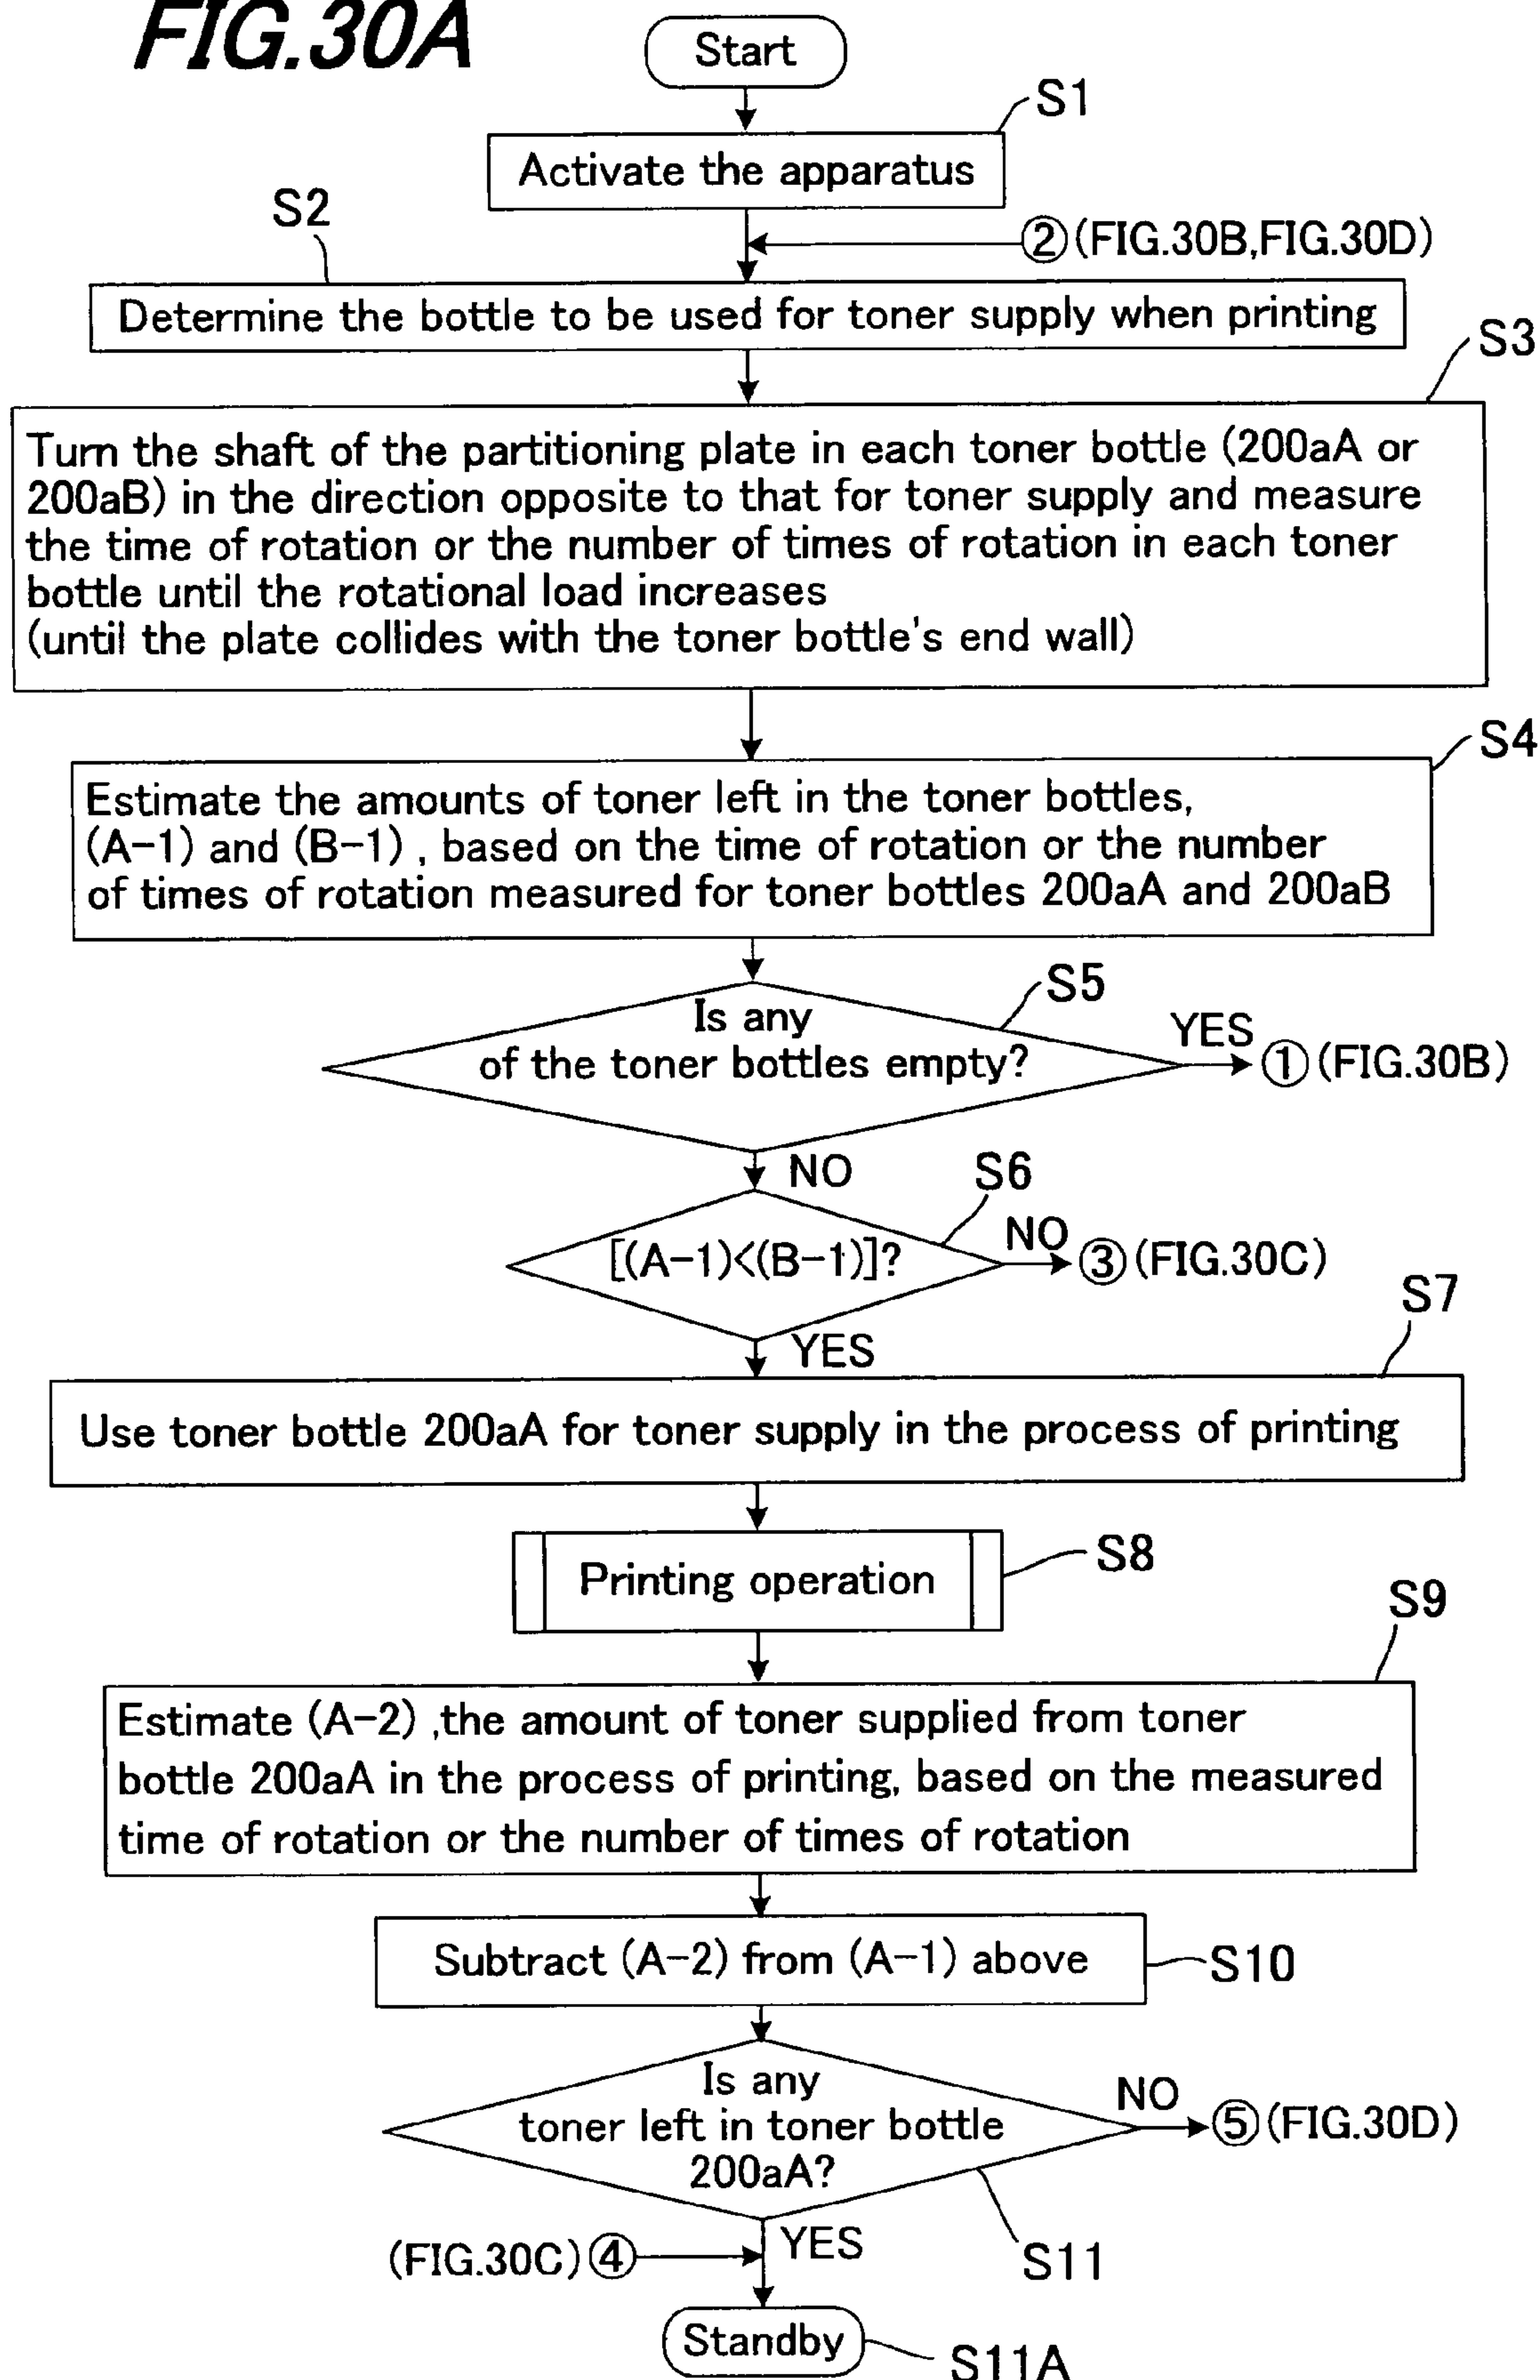 FIG.30A
Start
S1
Activate the apparatus
S2
②(FIG.30B,FIG.30D)
Determine the bottle to be used for toner supply when printing
S3
Turn the shaft of the partitioning plate in each toner bottle (200aA or
200aB) in the direction opposite to that for toner supply and measure
the time of rotation or the number of times of rotation in each toner
bottle until the rotational load increases
(until the plate collides with the toner bottle's end wall)
S4
Estimate the amounts of toner left in the toner bottles,
(A-1) and (B-1) , based on the time of rotation or the number
of times of rotation measured for toner bottles 200aA and 200aB
S5
Is any
of the toner bottles empty?
YES
①(FIG.30B)
NO
S6
[(A-1)<(B-1)]?
NO
③(FIG.30C)
YES
S7
Use toner bottle 200aA for toner supply in the process of printing
Printing operation
S8
S9
Estimate (A-2) ,the amount of toner supplied from toner
bottle 200aA in the process of printing, based on the measured
time of rotation or the number of times of rotation
Subtract (A-2) from (A-1) above
S10
Is any
toner left in toner bottle
200aA?
NO
⑤(FIG.30D)
YES
S11
(FIG.30C)④
Standby
S11A